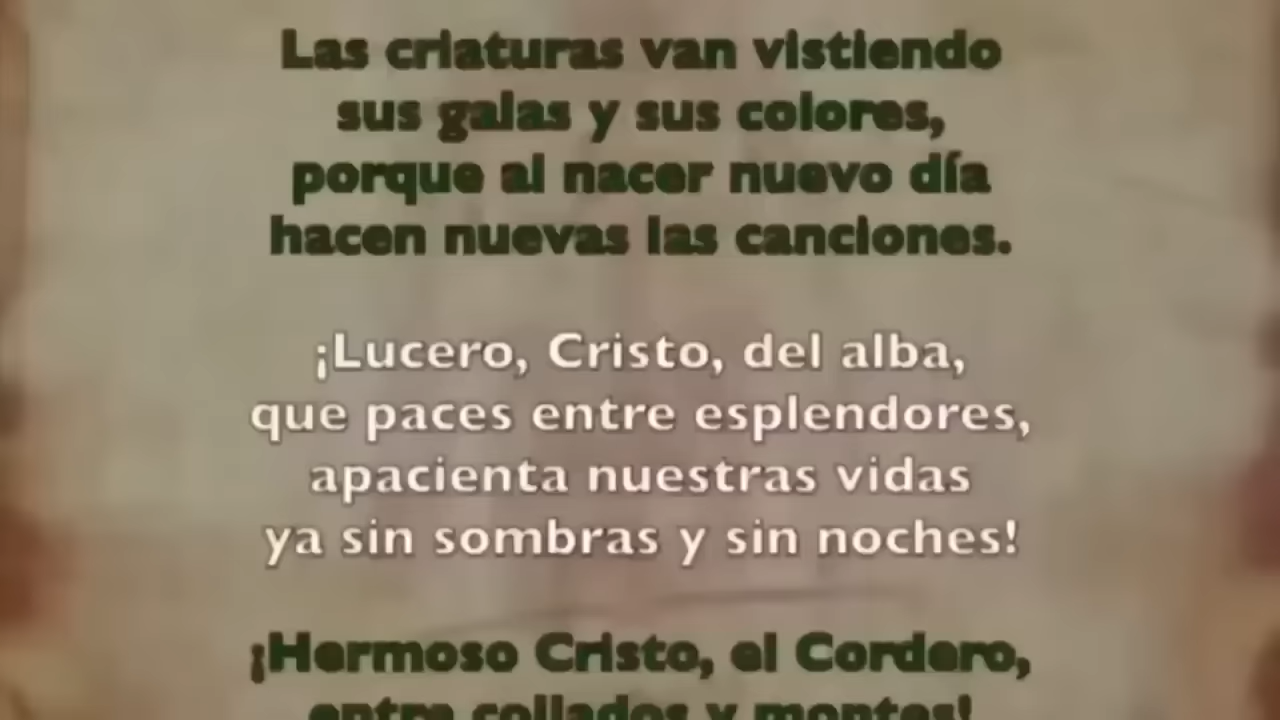 Las criaturas van vistiendo
sus galas y sus colores,
porque al nacer nuevo día
hacen nuevas las canciones.
¡Lucero, Cristo, del alba,
que paces entre esplendores,
apacienta nuestras vidas
ya sin sombras y sin noches!
¡Hermoso Cristo, el Cordero,
entre collados y montes!